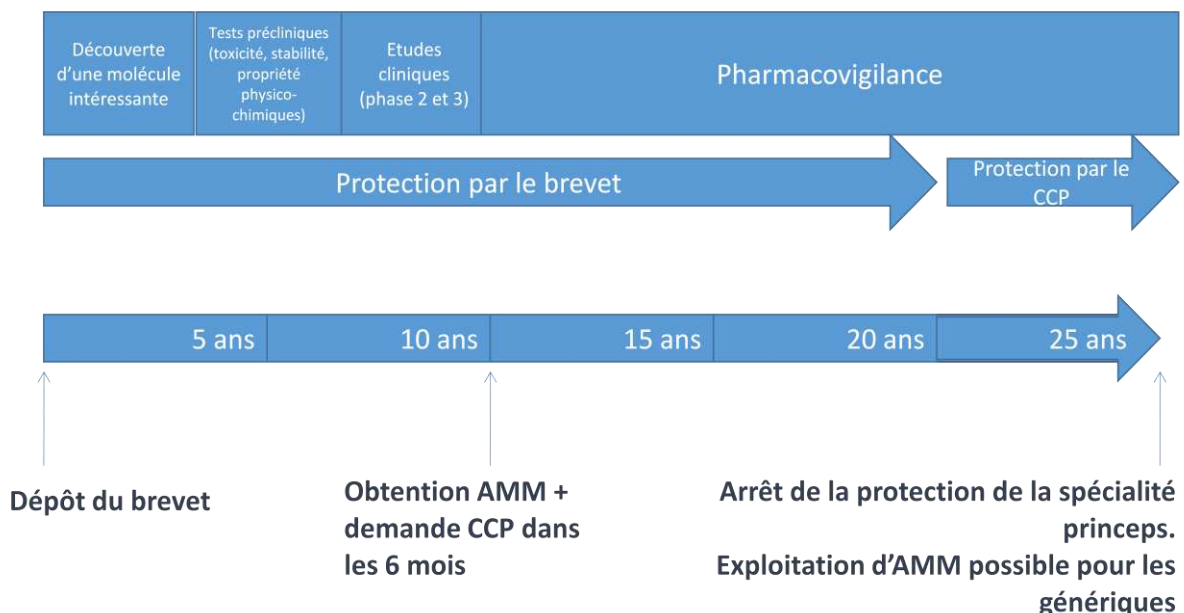 Découverte
d'une molécule
intéressante
Tests précliniques
(toxicité, stabilité,
propriété
physico-
chimiques)
Etudes
cliniques
(phase 2 et 3)
Pharmacovigilance
Protection par le brevet
Protection par le
CCP
5 ans
10 ans
15 ans
20 ans
25 ans
Dépôt du brevet
Obtention AMM +
demande CCP dans
les 6 mois
Arrêt de la protection de la spécialité
princeps.
Exploitation d'AMM possible pour les
génériques